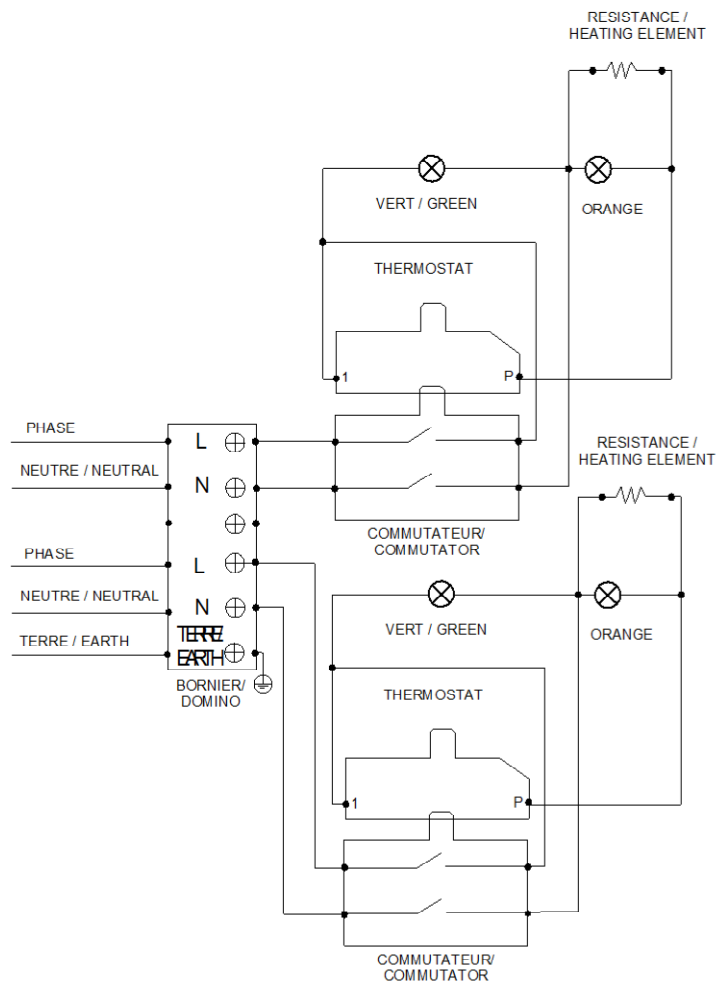 RESISTANCE /
HEATING ELEMENT
VERT / GREEN
ORANGE
THERMOSTAT
1
P
PHASE
L
NEUTRE / NEUTRAL
N
COMMUTATEUR/
COMMUTATOR
RESISTANCE /
HEATING ELEMENT
PHASE
L
NEUTRE / NEUTRAL
N
TERRE / EARTH
TERRE/
EARTH
BORNIER/
DOMINO
VERT / GREEN
ORANGE
THERMOSTAT
1
P
COMMUTATEUR/
COMMUTATOR